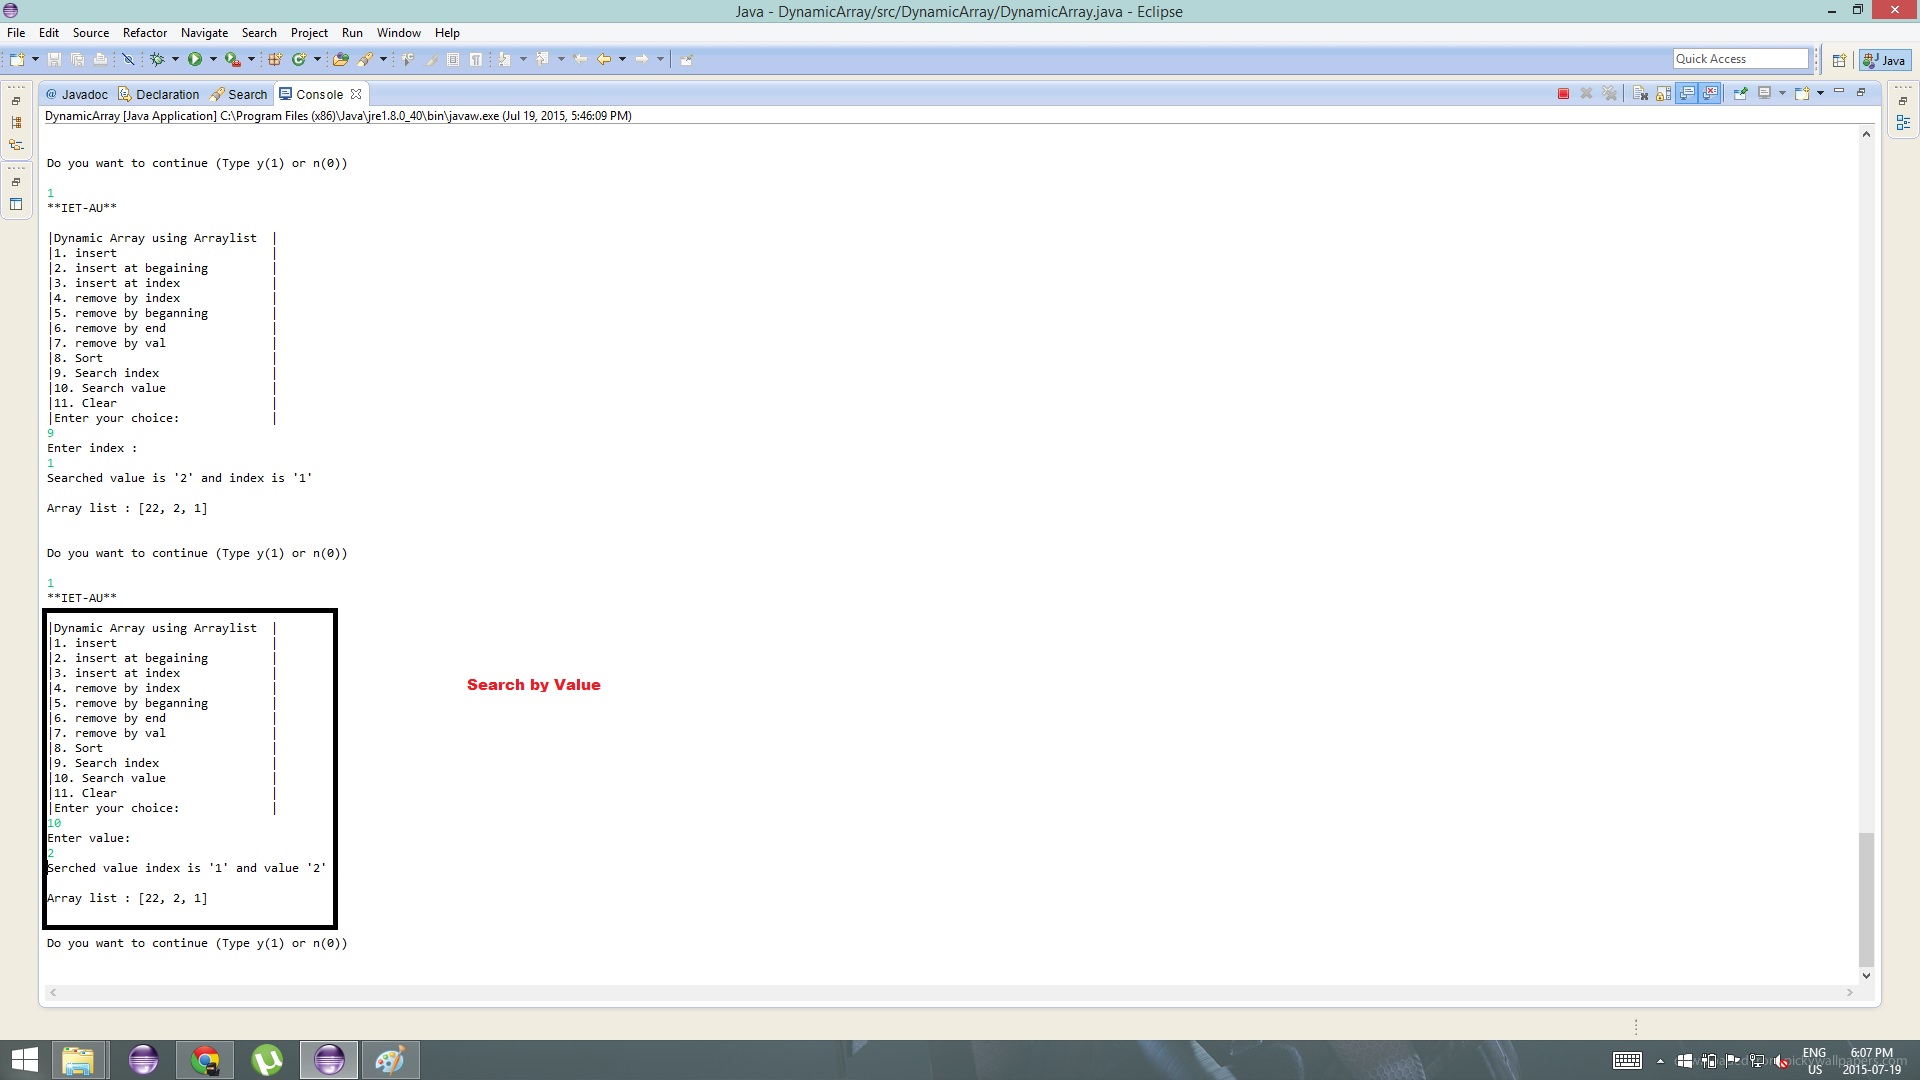 Java - DynamicArray/src/DynamicArray/DynamicArray.java - Eclipse
File Edit Source Refactor Navigate Search Project Run Window Help
Quick Access
Java
@ Javadoc Declaration Search Console
DynamicArray [Java Application] C:\Program Files (x86)\Java\jre1.8.0_40\bin\javaw.exe (Jul 19, 2015, 5:46:09 PM)
Do you want to continue (Type y(1) or n(0))
1
**IET-AU**
|Dynamic Array using Arraylist |
|1. insert |
|2. insert at begaining |
|3. insert at index |
|4. remove by index |
|5. remove by beganning |
|6. remove by end |
|7. remove by val |
|8. Sort |
|9. Search index |
|10. Search value |
|11. Clear |
|Enter your choice: |
9
Enter index :
1
Searched value is '2' and index is '1'
Array list : [22, 2, 1]
Do you want to continue (Type y(1) or n(0))
1
**IET-AU**
|Dynamic Array using Arraylist |
|1. insert |
|2. insert at begaining |
|3. insert at index |
|4. remove by index |
|5. remove by beganning |
|6. remove by end |
|7. remove by val |
|8. Sort |
|9. Search index |
|10. Search value |
|11. Clear |
|Enter your choice: |
Search by Value
10
Enter value:
2
Serched value index is '1' and value '2'
Array list : [22, 2, 1]
Do you want to continue (Type y(1) or n(0))
ENG
US
6:07 PM
2015-07-19